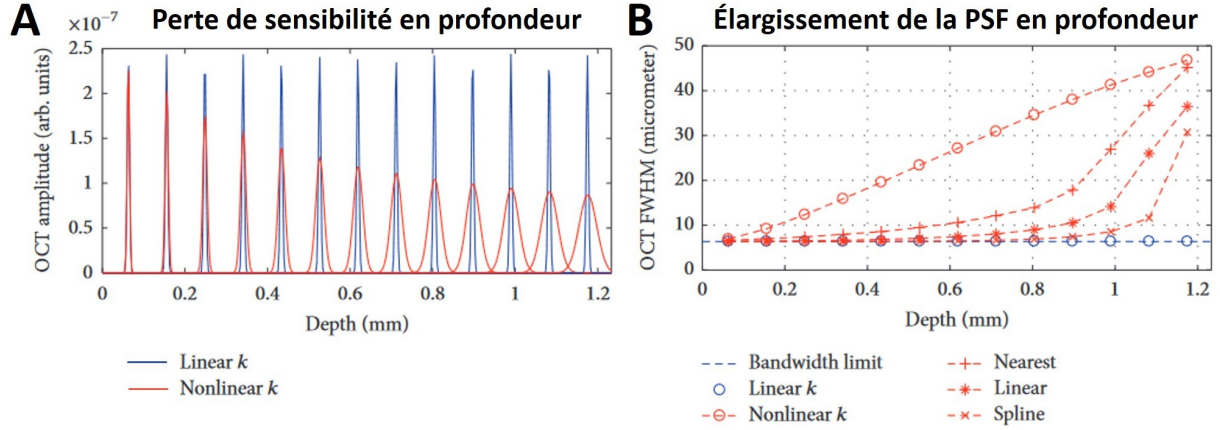 A Perte de sensibilité en profondeur
×10⁻⁷
2.5
2
1.5
1
0.5
0
OCT amplitude (arb. units)
0 0.2 0.4 0.6 0.8 1 1.2
Depth (mm)
Linear k
Nonlinear k
B Élargissement de la PSF en profondeur
50
40
30
20
10
0
OCT FWHM (micrometer)
0 0.2 0.4 0.6 0.8 1 1.2
Depth (mm)
Bandwidth limit
Linear k
Nonlinear k
Nearest
Linear
Spline